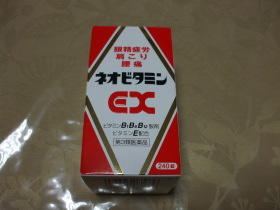 眼精疲労
肩こり
腰痛
ネオビタミン
EX
ビタミンB1B6B12製剤
ビタミンE配合
第3類医薬品
240錠